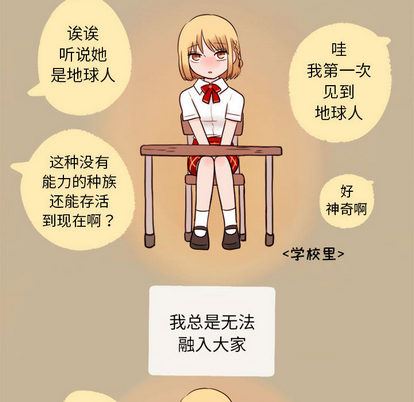 诶诶
听说她
是地球人
哇
我第一次
见到
地球人
这种没有
能力的种族
还能存活
到现在啊？
好
神奇啊
<学校里>
我总是无法
融入大家